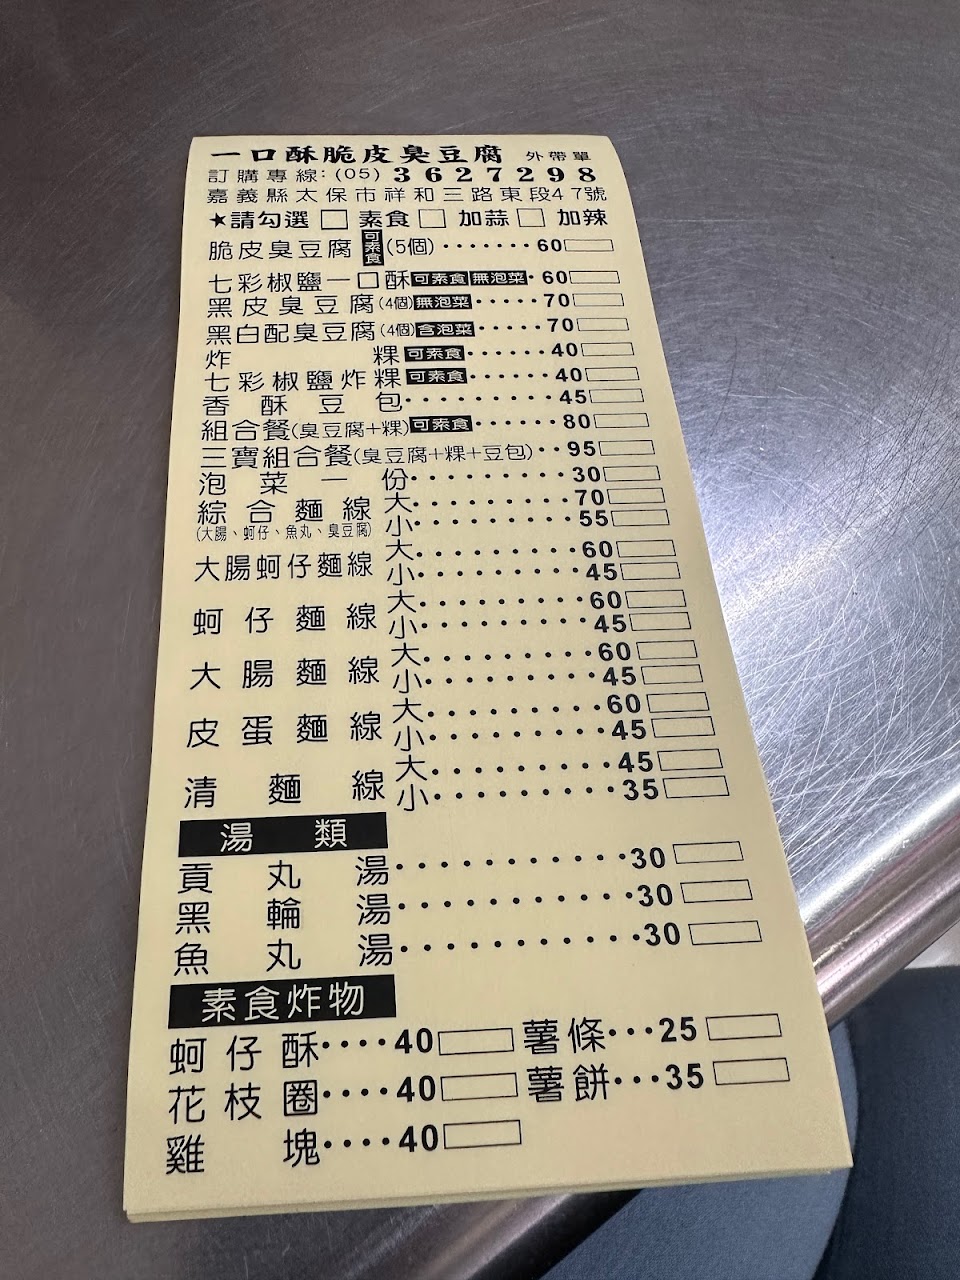 一口酥脆皮臭豆腐 外帶單
訂購專線：(05) 3627298
嘉義縣太保市祥和三路東段47號
★請勾選 □ 素食 □ 加蒜 □ 加辣
脆皮臭豆腐 可素食 (5個)·······60
七彩椒鹽一口酥 可素食 無泡菜·60
黑皮臭豆腐(4個) 無泡菜·····70
黑白配臭豆腐(4個) 含泡菜·····70
炸粿 可素食······40
七彩椒鹽炸粿 可素食······40
香酥豆包·········45
組合餐(臭豆腐+粿) 可素食······80
三寶組合餐(臭豆腐+粿+豆包)··95
泡菜一份·········30
綜合麵線 大·········70
小·········55
(大腸、蚵仔、魚丸、臭豆腐)
大腸蚵仔麵線 大·········60
小·········45
蚵仔麵線 大·········60
小·········45
大腸麵線 大·········60
小·········45
皮蛋麵線 大·········60
小·········45
清麵線 大·········45
小·········35
湯類
貢丸湯···········30
黑輪湯···········30
魚丸湯···········30
素食炸物
蚵仔酥····40 薯條···25
花枝圈····40 薯餅···35
雞塊····40